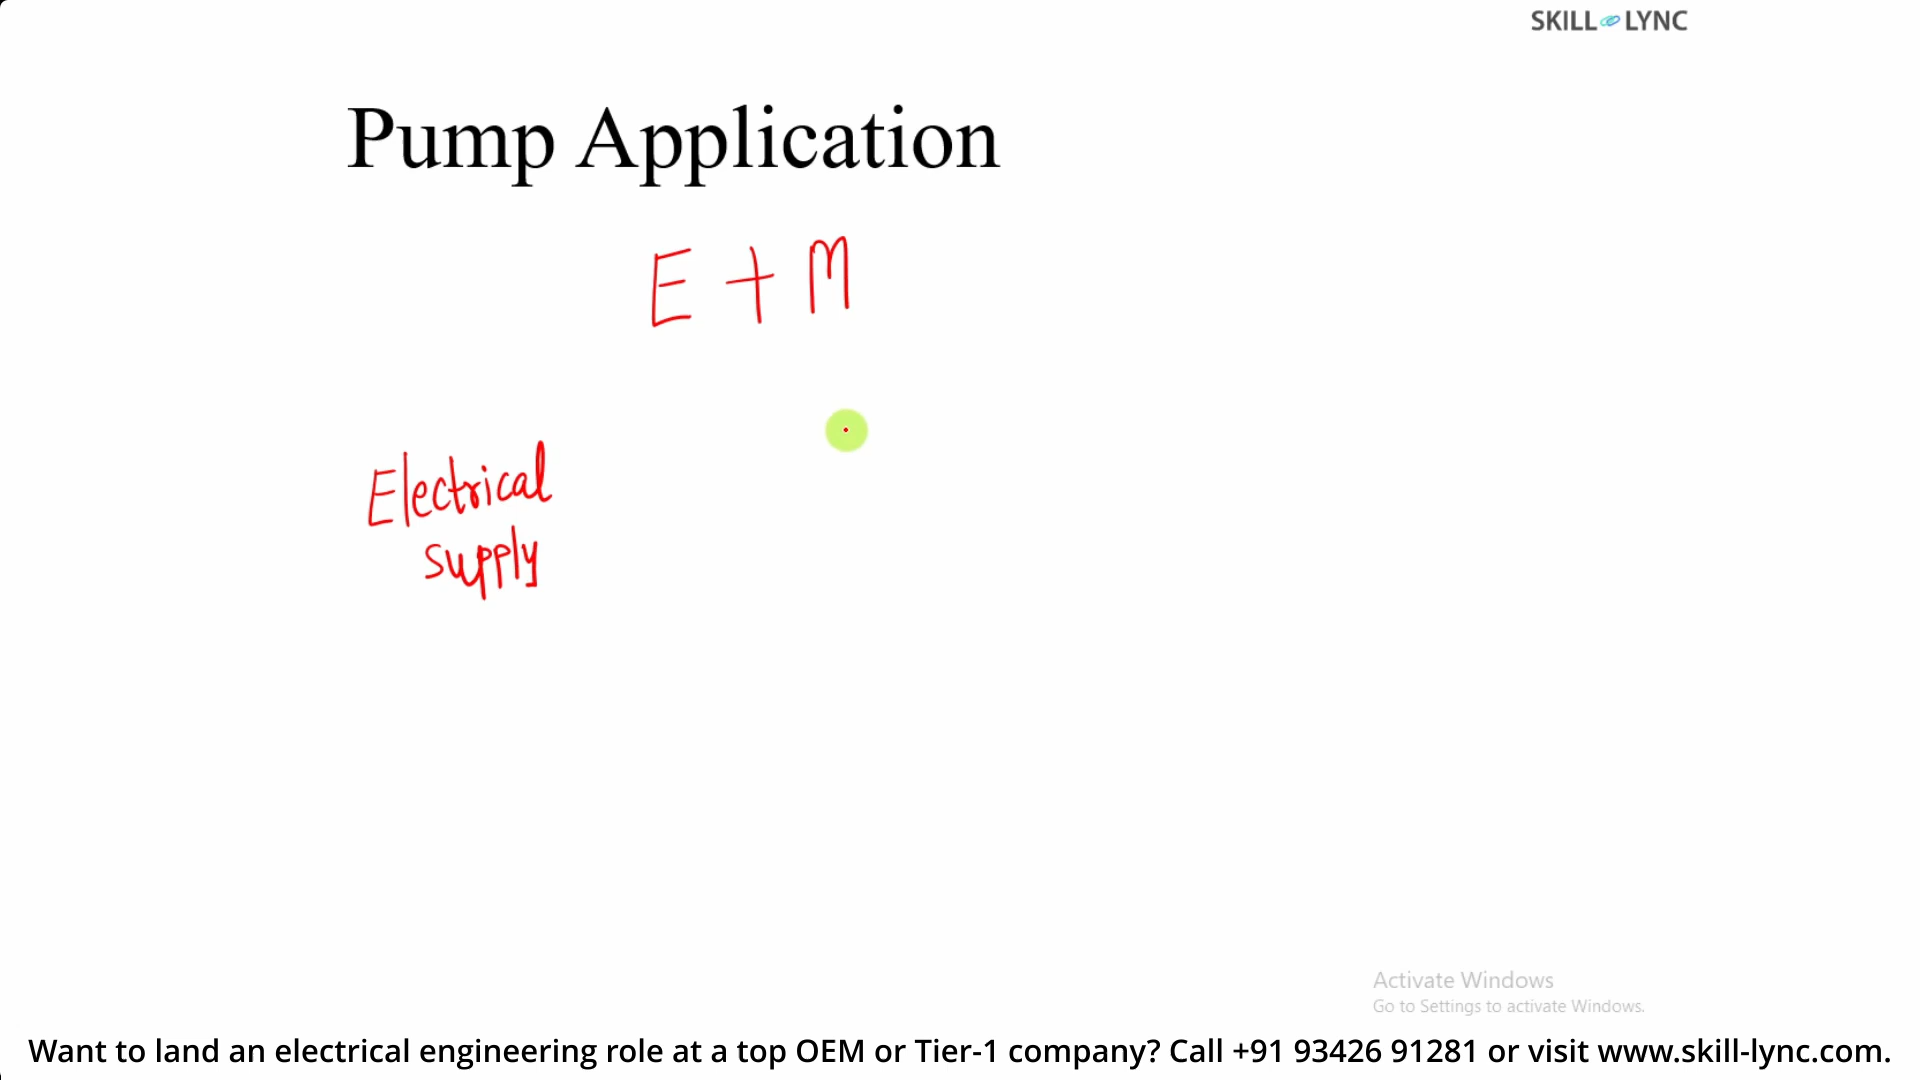 SKILL LYNC
Pump Application
E + M
Electrical
supply
Activate Windows
Go to Settings to activate Windows.
Want to land an electrical engineering role at a top OEM or Tier-1 company? Call +91 93426 91281 or visit www.skill-lync.com.